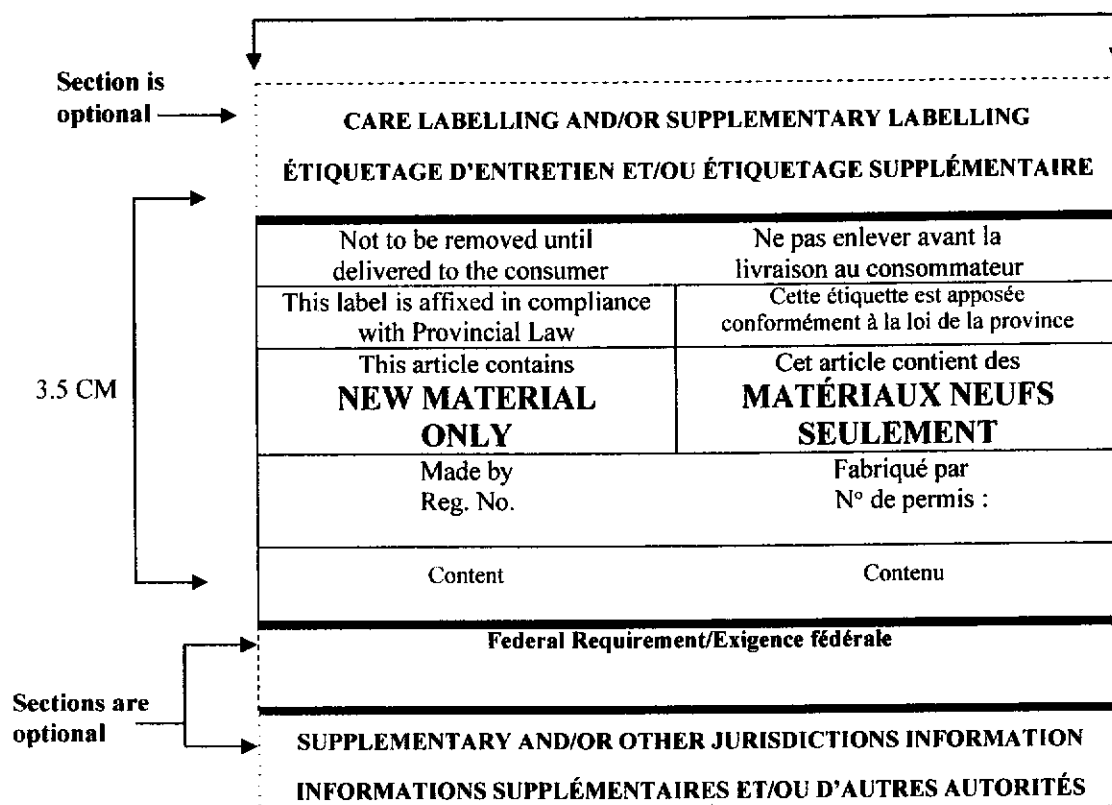 Section is
optional
CARE LABELLING AND/OR SUPPLEMENTARY LABELLING
ÉTIQUETAGE D'ENTRETIEN ET/OU ÉTIQUETAGE SUPPLÉMENTAIRE
3.5 CM
Not to be removed until
delivered to the consumer
Ne pas enlever avant la
livraison au consommateur
This label is affixed in compliance
with Provincial Law
Cette étiquette est apposée
conformément à la loi de la province
This article contains
NEW MATERIAL
ONLY
Cet article contient des
MATÉRIAUX NEUFS
SEULEMENT
Made by
Reg. No.
Fabriqué par
Nº de permis :
Content
Contenu
Federal Requirement/Exigence fédérale
Sections are
optional
SUPPLEMENTARY AND/OR OTHER JURISDICTIONS INFORMATION
INFORMATIONS SUPPLÉMENTAIRES ET/OU D'AUTRES AUTORITÉS